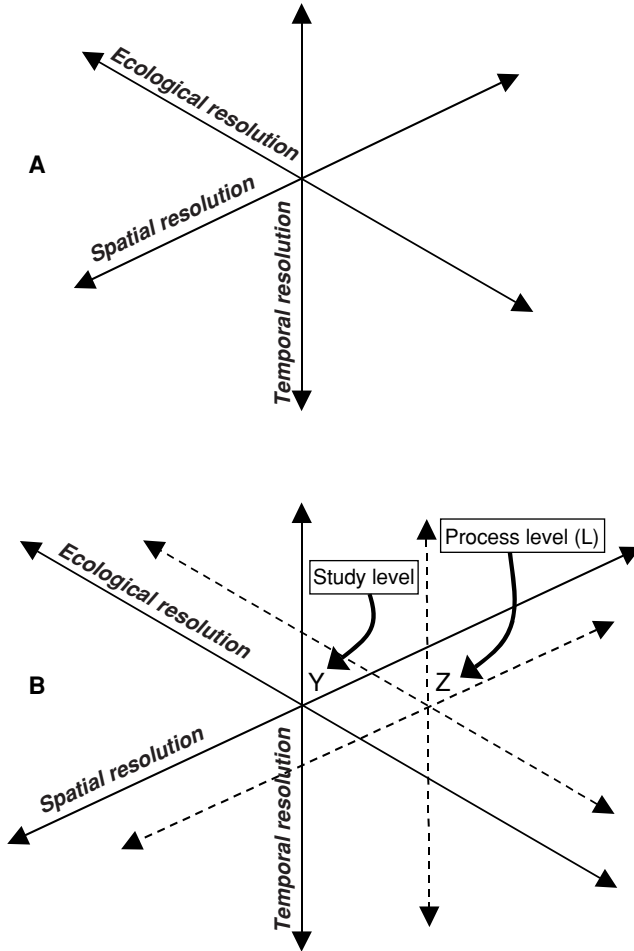 Ecological resolution
A
Spatial resolution
Temporal resolution
Process level (L)
Ecological resolution
Study level
B
Y
Z
Spatial resolution
Temporal resolution